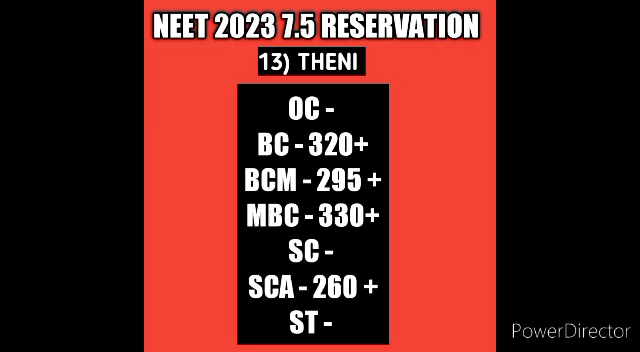 NEET 2023 7.5 RESERVATION
13) THENI
OC -
BC - 320+
BCM - 295 +
MBC - 330+
SC -
SCA - 260 +
ST -
PowerDirector